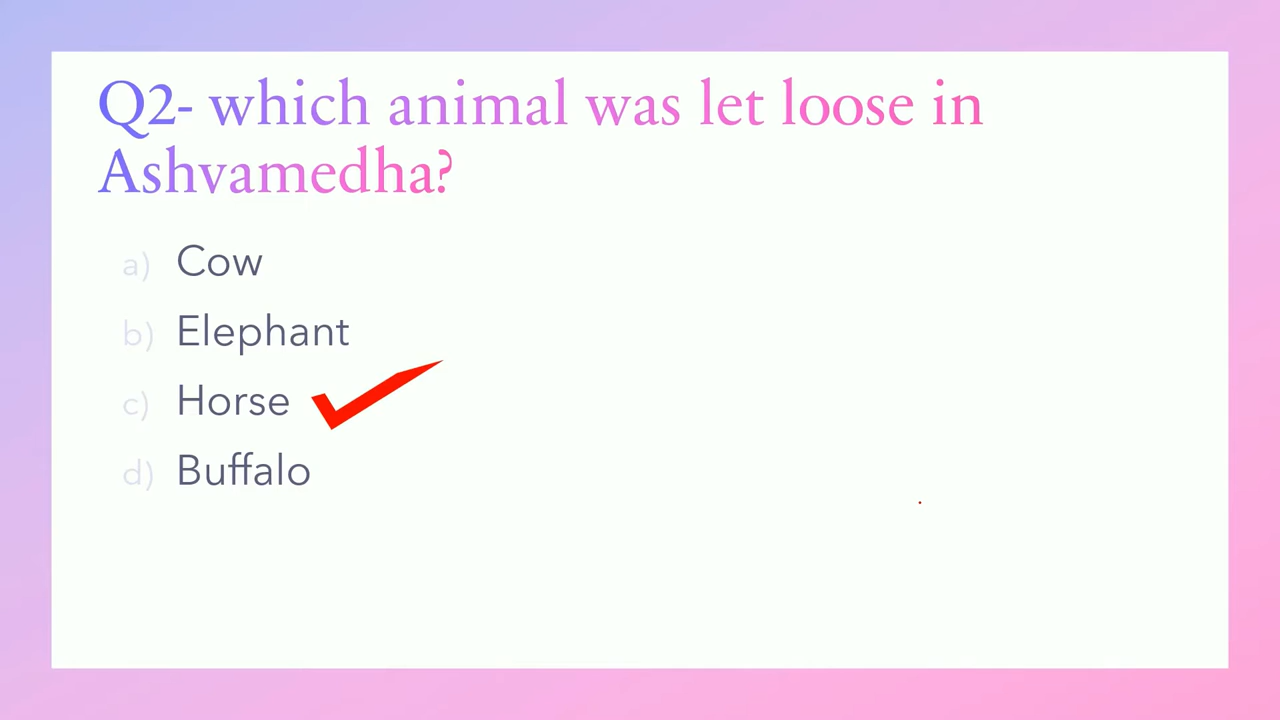 Q2- which animal was let loose in
Ashvamedha?
a) Cow
b) Elephant
c) Horse
d) Buffalo